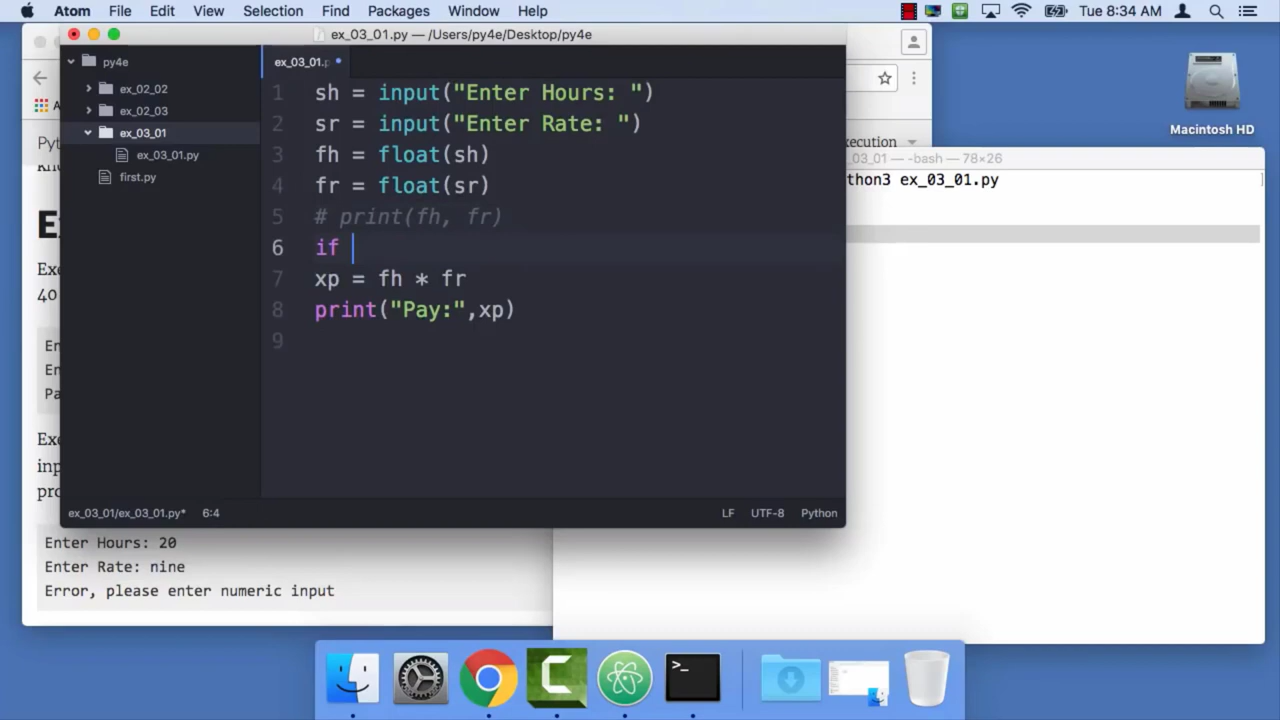 Atom File Edit View Selection Find Packages Window Help
Tue 8:34 AM
ex_03_01.py — /Users/py4e/Desktop/py4e
py4e
ex_02_02
ex_02_03
ex_03_01
ex_03_01.py
first.py
ex_03_01.p
1 sh = input("Enter Hours: ")
2 sr = input("Enter Rate: ")
3 fh = float(sh)
4 fr = float(sr)
5 # print(fh, fr)
6 if
7 xp = fh * fr
8 print("Pay:",xp)
9
ex_03_01/ex_03_01.py* 6:4
LF UTF-8 Python
Enter Hours: 20
Enter Rate: nine
Error, please enter numeric input
_03_01 — -bash — 78×26
thon3 ex_03_01.py
Macintosh HD